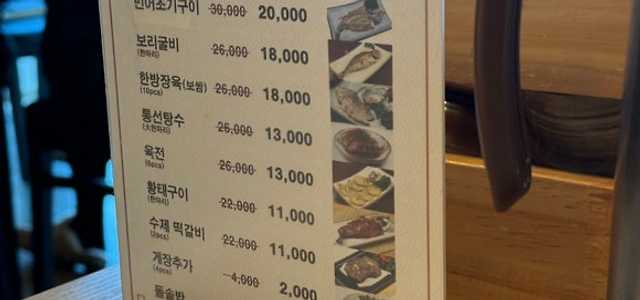 민어조기구이 30,000 20,000
보리굴비 26,000 18,000
(한마리)
한방장육(보쌈) 26,000 18,000
(10pcs)
통선탕수 26,000 13,000
(大한마리)
육전 26,000 13,000
(6pcs)
황태구이 22,000 11,000
(한마리)
수제 떡갈비 22,000 11,000
(2pcs)
게장추가 4,000 2,000
(4pcs)
돌솥밥